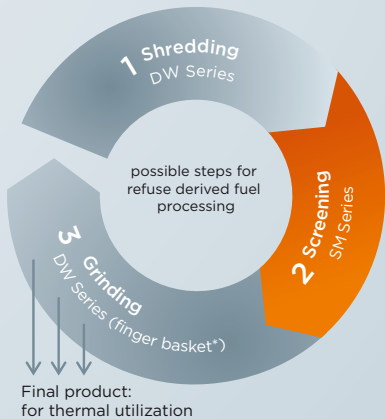 1 Shredding
DW Series
possible steps for
refuse derived fuel
processing
2 Screening
SM Series
3 Grinding
DW Series (finger basket*)
Final product:
for thermal utilization